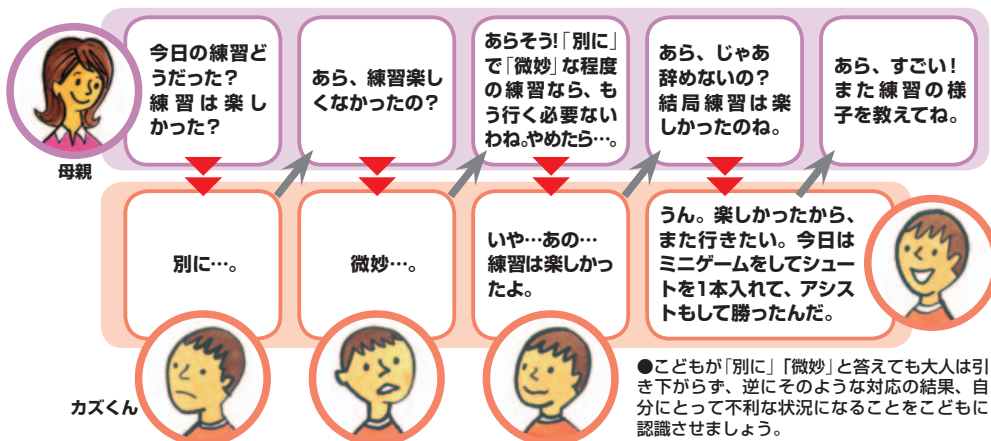 今日の練習ど
うだった？
練習は楽し
かった？
母親
別に…。
カズくん
あら、練習楽し
くなかったの？
微妙…。
あらそう!「別に」
で「微妙」な程度
の練習なら、も
う行く必要ない
わね。やめたら…。
いや…あの…
練習は楽しかっ
たよ。
あら、じゃあ
辞めないの？
結局練習は楽
しかったのね。
うん。楽しかったから、
また行きたい。今日は
ミニゲームをしてシュー
トを1本入れて、アシス
トもして勝ったんだ。
あら、すごい！
また練習の様
子を教えてね。
●こどもが「別に」「微妙」と答えても大人は引
き下がらず、逆にそのような対応の結果、自
分にとって不利な状況になることをこどもに
認識させましょう。